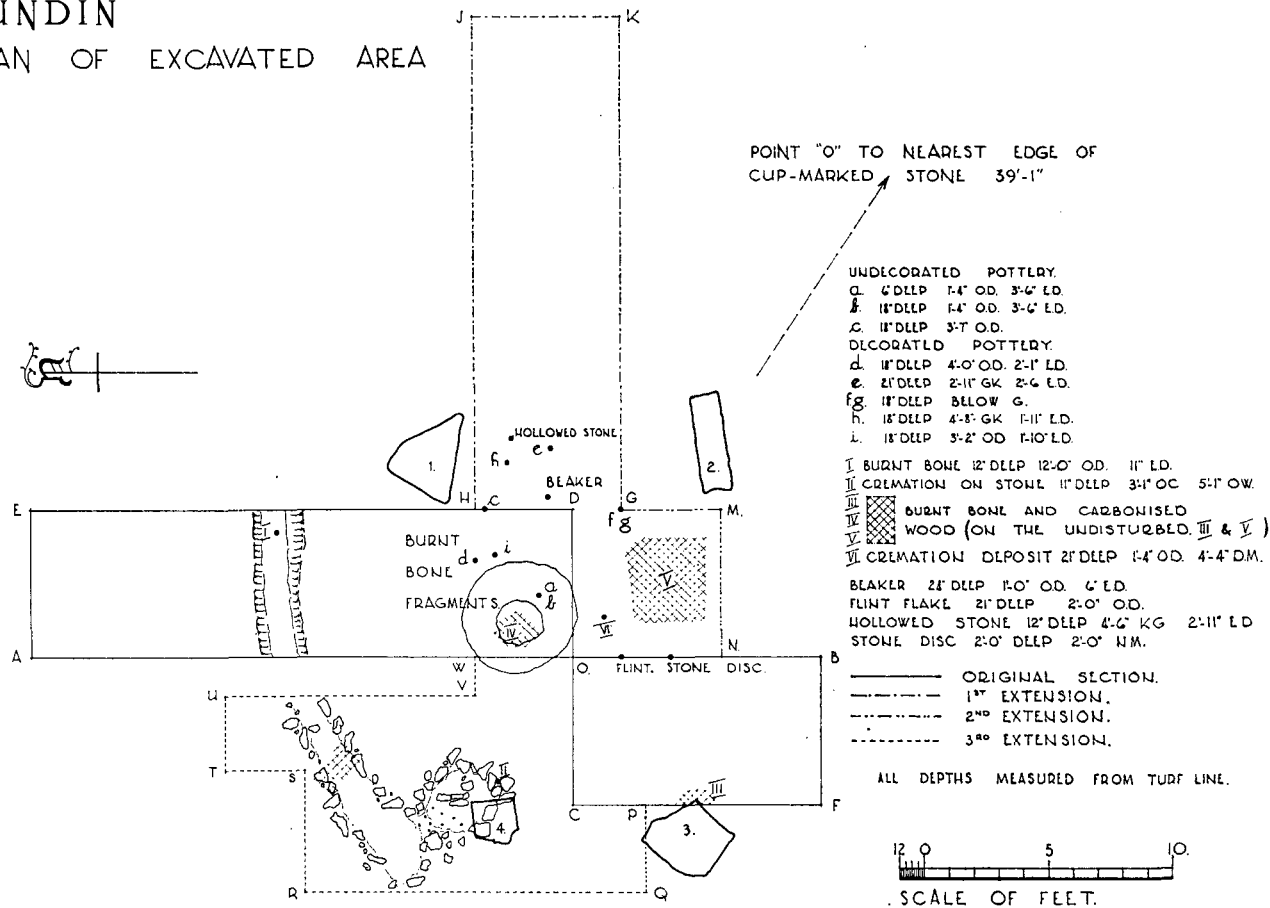 UNDIN
AN OF EXCAVATED AREA
J K
POINT "O" TO NEAREST EDGE OF
CUP-MARKED STONE 39'-1"
UNDECORATED POTTERY.
a. 6" DEEP 1'-4" O.D. 3'-6" E.D.
b. 18" DEEP 1'-4" O.D. 3'-6" E.D.
c. 18" DEEP 3'-7" O.D.
DECORATED POTTERY.
d. 18" DEEP 4'-0" O.D. 2'-1" E.D.
e. 21" DEEP 2'-11" GK 2'-6 E.D.
fg. 18" DEEP BELOW G.
h. 18" DEEP 4'-8" GK 1'-11" E.D.
i. 18" DEEP 3'-2" OD 1'-10" E.D.
I BURNT BONE 12" DEEP 12'-0" O.D. 11" E.D.
II CREMATION ON STONE 11" DEEP 3'-1" OC 5'-1" OW.
III
IV BURNT BONE AND CARBONISED
V WOOD (ON THE UNDISTURBED. III & V)
VI CREMATION DEPOSIT 21" DEEP 1'-4" OD. 4'-4" D.M.
BEAKER 28" DEEP 1'-0" O.D. 6" E.D.
FLINT FLAKE 21" DEEP 2'-0" O.D.
HOLLOWED STONE 12" DEEP 4'-6" KG 2'-11" E.D
STONE DISC 2'-0" DEEP 2'-0" N.M.
ORIGINAL SECTION.
1ST EXTENSION.
2ND EXTENSION.
3RD EXTENSION.
ALL DEPTHS MEASURED FROM TURF LINE.
12 0 5 10.
SCALE OF FEET.
1. HOLLOWED STONE 2.
h e
BEAKER
E H c D G M.
fg
I BURNT d i
BONE a
FRAGMENTS. b
IV VI V
A W O. FLINT. STONE DISC. N B
V
U
T S II III
C P F
4. 3.
R Q